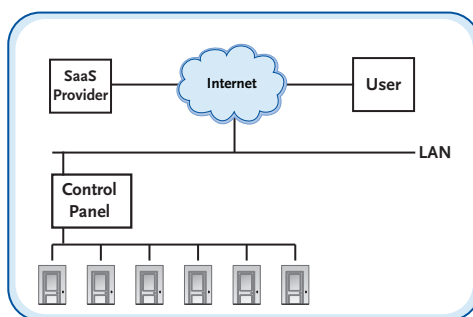 SaaS
Provider
Internet
User
LAN
Control
Panel